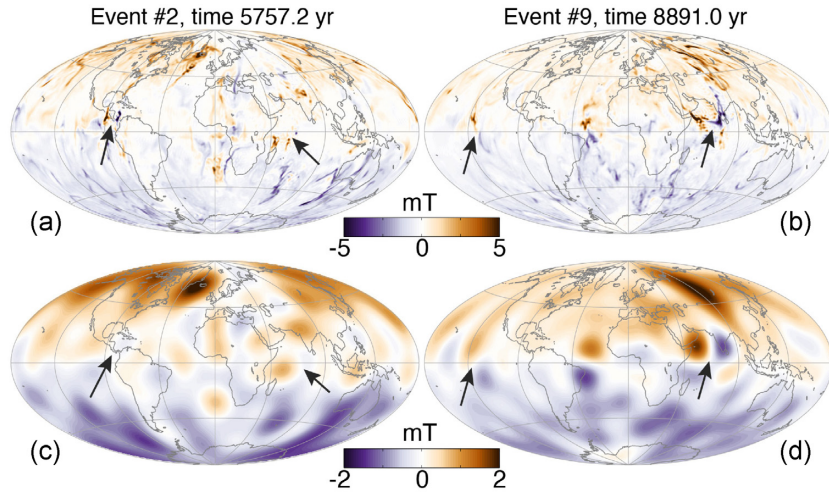 Event #2, time 5757.2 yr
Event #9, time 8891.0 yr
(a)
mT
-5 0 5
(b)
(c)
mT
-2 0 2
(d)